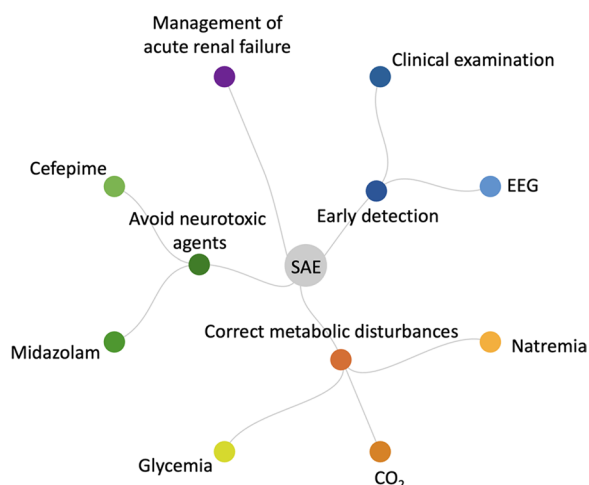 Management of
acute renal failure
Clinical examination
Cefepime
EEG
Avoid neurotoxic
agents
Early detection
SAE
Correct metabolic disturbances
Midazolam
Natremia
Glycemia
CO₂